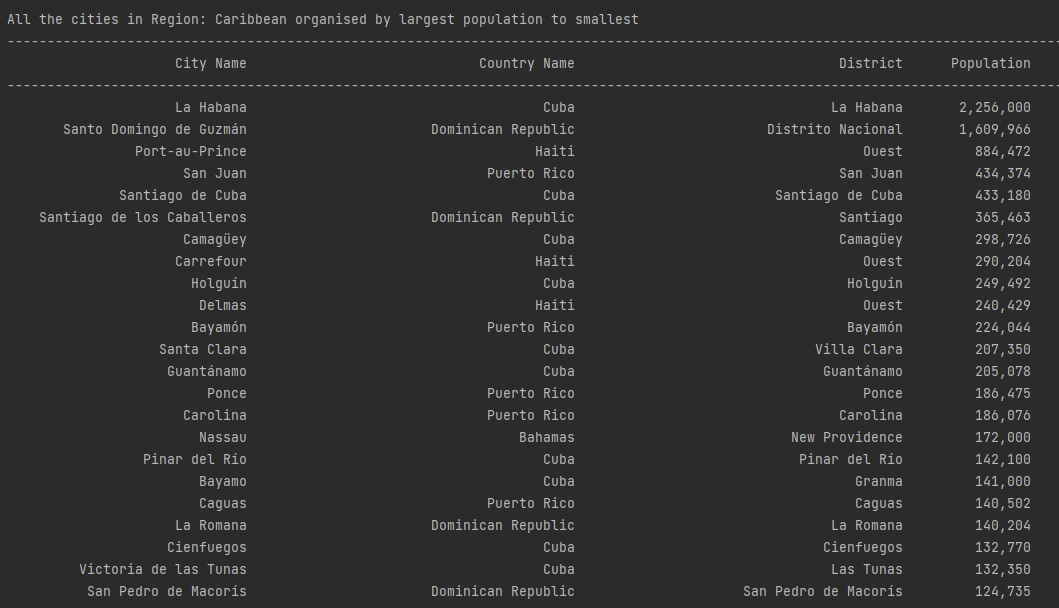 All the cities in Region: Caribbean organised by largest population to smallest
--------------------------------------------------------------------------------------------------------------------------------------------
City Name Country Name District Population
--------------------------------------------------------------------------------------------------------------------------------------------
La Habana Cuba La Habana 2,256,000
Santo Domingo de Guzmán Dominican Republic Distrito Nacional 1,609,966
Port-au-Prince Haiti Ouest 884,472
San Juan Puerto Rico San Juan 434,374
Santiago de Cuba Cuba Santiago de Cuba 433,180
Santiago de los Caballeros Dominican Republic Santiago 365,463
Camagüey Cuba Camagüey 298,726
Carrefour Haiti Ouest 290,204
Holguín Cuba Holguín 249,492
Delmas Haiti Ouest 240,429
Bayamón Puerto Rico Bayamón 224,044
Santa Clara Cuba Villa Clara 207,350
Guantánamo Cuba Guantánamo 205,078
Ponce Puerto Rico Ponce 186,475
Carolina Puerto Rico Carolina 186,076
Nassau Bahamas New Providence 172,000
Pinar del Río Cuba Pinar del Río 142,100
Bayamo Cuba Granma 141,000
Caguas Puerto Rico Caguas 140,502
La Romana Dominican Republic La Romana 140,204
Cienfuegos Cuba Cienfuegos 132,770
Victoria de las Tunas Cuba Las Tunas 132,350
San Pedro de Macorís Dominican Republic San Pedro de Macorís 124,735